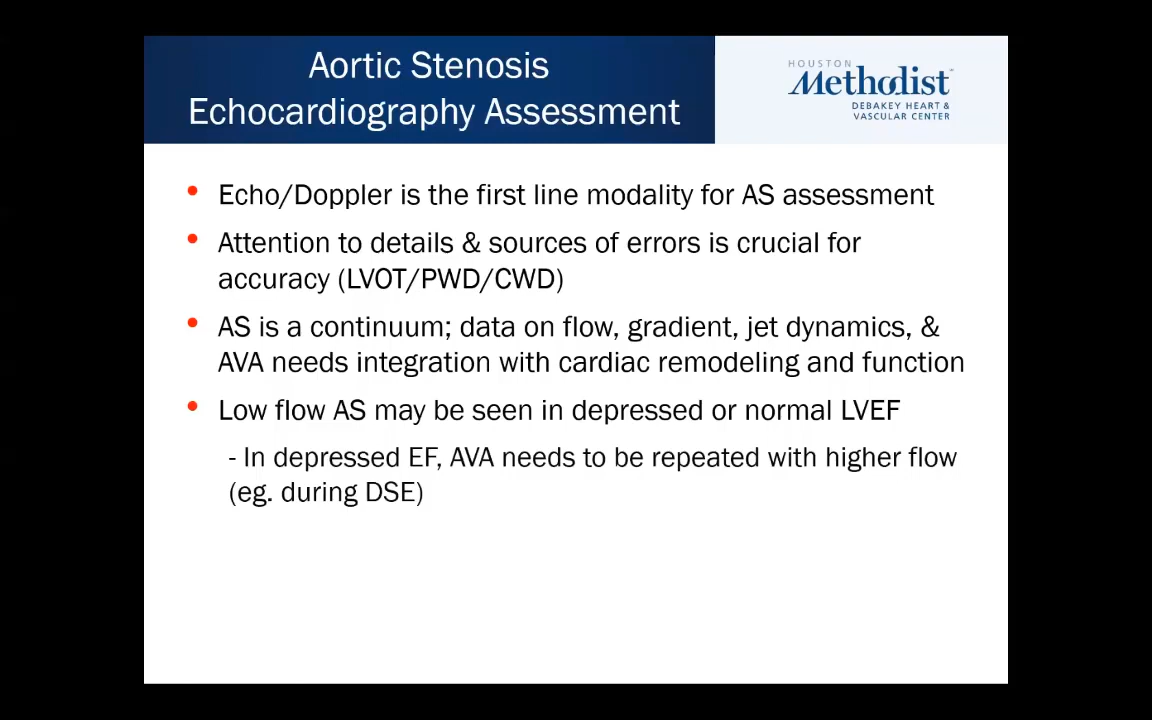 Aortic Stenosis
Echocardiography Assessment
HOUSTON
Methodist
DEBAKEY HEART &
VASCULAR CENTER
• Echo/Doppler is the first line modality for AS assessment
• Attention to details & sources of errors is crucial for
accuracy (LVOT/PWD/CWD)
• AS is a continuum; data on flow, gradient, jet dynamics, &
AVA needs integration with cardiac remodeling and function
• Low flow AS may be seen in depressed or normal LVEF
- In depressed EF, AVA needs to be repeated with higher flow
(eg. during DSE)